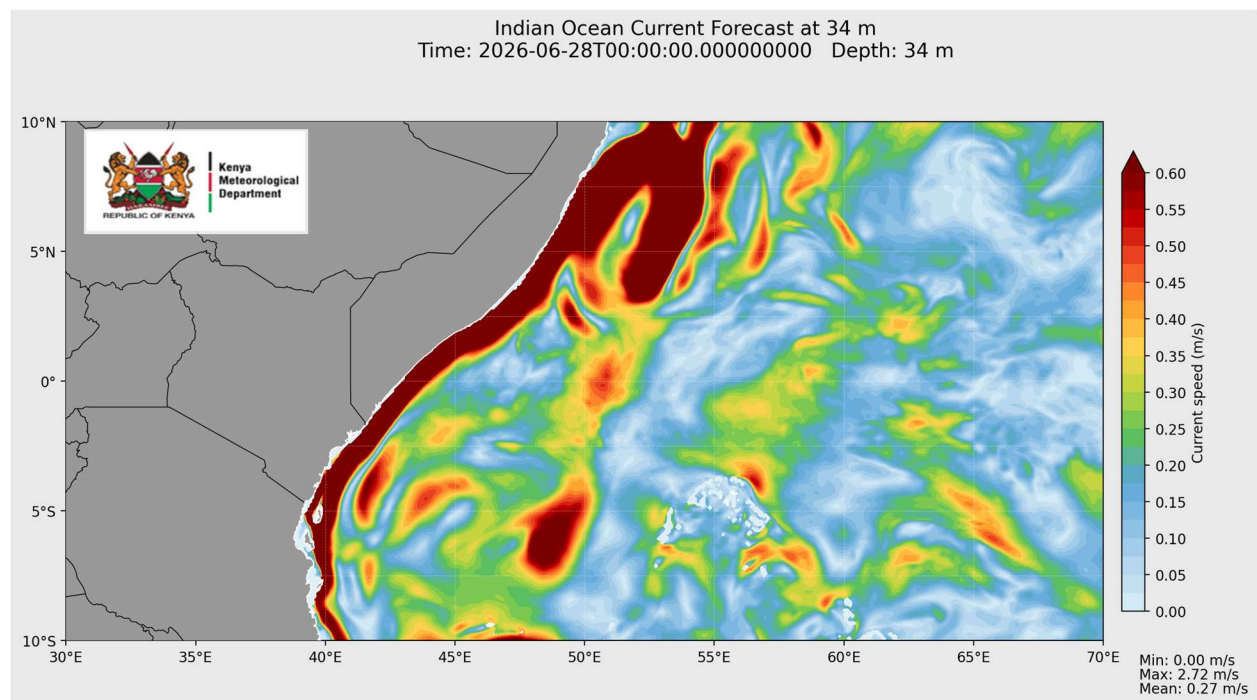 Indian Ocean Current Forecast at 34 m
Time: 2026-06-28T00:00:00.000000000   Depth: 34 m
10°N
5°N
0°
5°S
10°S
Kenya
Meteorological
Department
REPUBLIC OF KENYA
30°E 35°E 40°E 45°E 50°E 55°E 60°E 65°E 70°E
0.60
0.55
0.50
0.45
0.40
0.35
0.30
0.25
0.20
0.15
0.10
0.05
0.00
Current speed (m/s)
Min: 0.00 m/s
Max: 2.72 m/s
Mean: 0.27 m/s